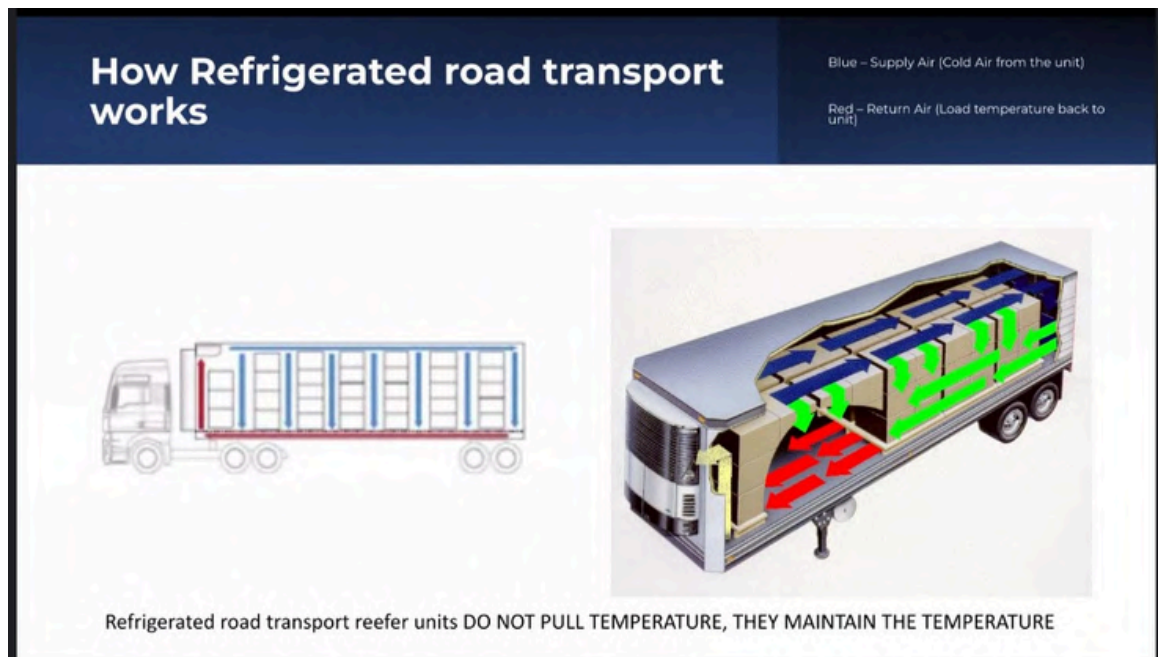 How Refrigerated road transport
works
Blue – Supply Air (Cold Air from the unit)
Red – Return Air (Load temperature back to
unit)
Refrigerated road transport reefer units DO NOT PULL TEMPERATURE, THEY MAINTAIN THE TEMPERATURE